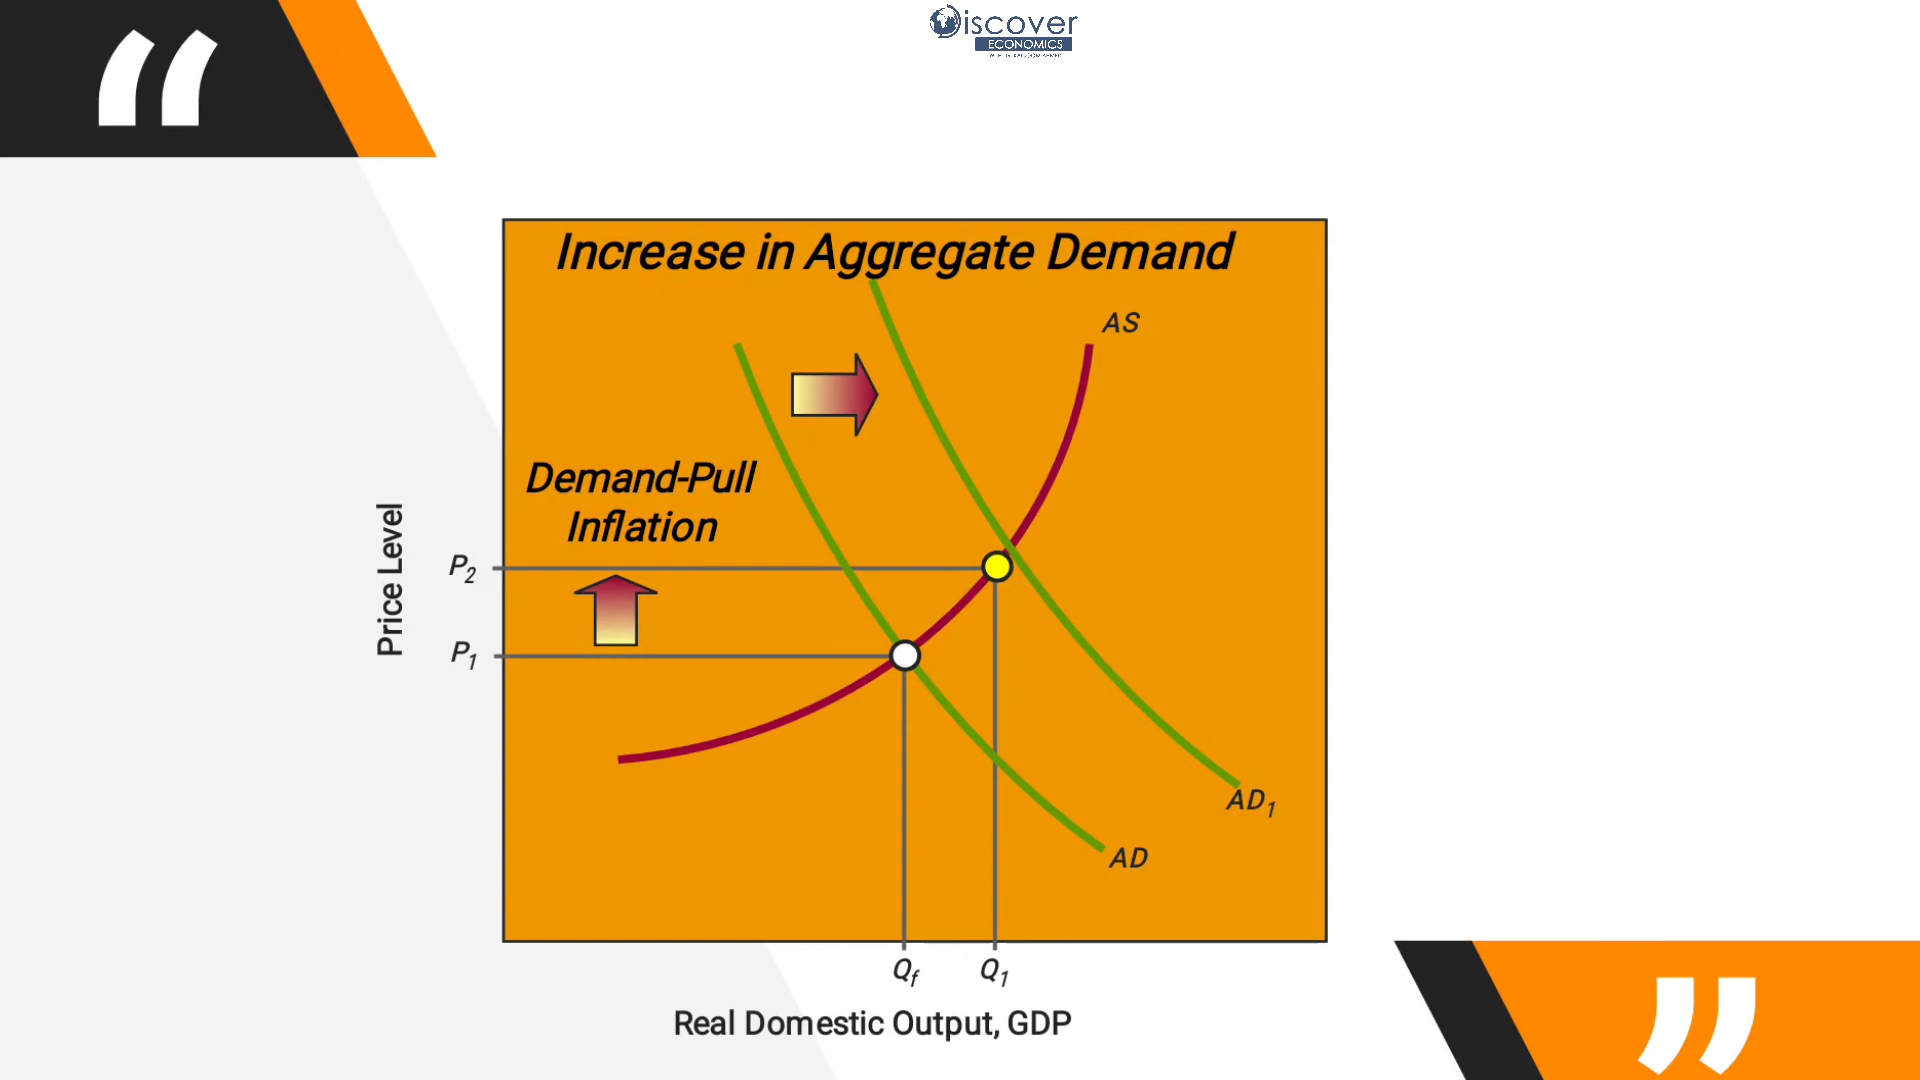 “
Discover
ECONOMICS
Increase in Aggregate Demand
AS
Demand-Pull
Inflation
Price Level
P2
P1
AD1
AD
Qf Q1
Real Domestic Output, GDP
”